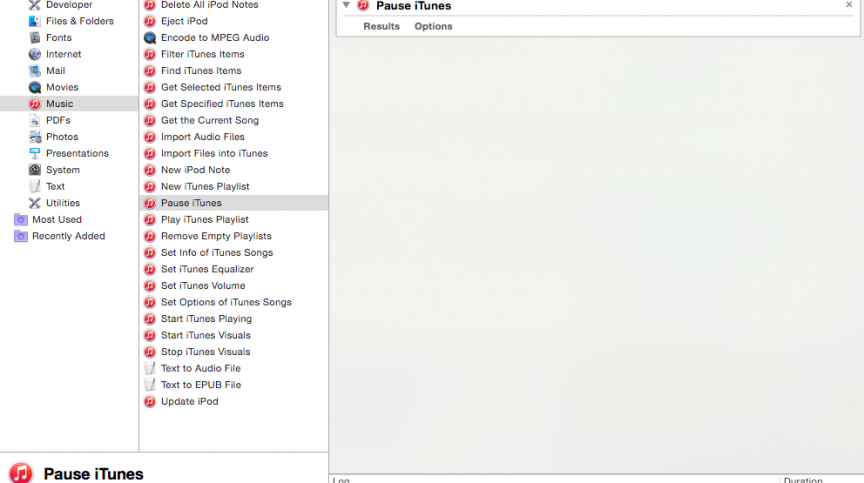 Developer
Files & Folders
Fonts
Internet
Mail
Movies
Music
PDFs
Photos
Presentations
System
Text
Utilities
Most Used
Recently Added
Delete All iPod Notes
Eject iPod
Encode to MPEG Audio
Filter iTunes Items
Find iTunes Items
Get Selected iTunes Items
Get Specified iTunes Items
Get the Current Song
Import Audio Files
Import Files into iTunes
New iPod Note
New iTunes Playlist
Pause iTunes
Play iTunes Playlist
Remove Empty Playlists
Set Info of iTunes Songs
Set iTunes Equalizer
Set iTunes Volume
Set Options of iTunes Songs
Start iTunes Playing
Start iTunes Visuals
Stop iTunes Visuals
Text to Audio File
Text to EPUB File
Update iPod
Pause iTunes
Pause iTunes
Results Options
Log Duration